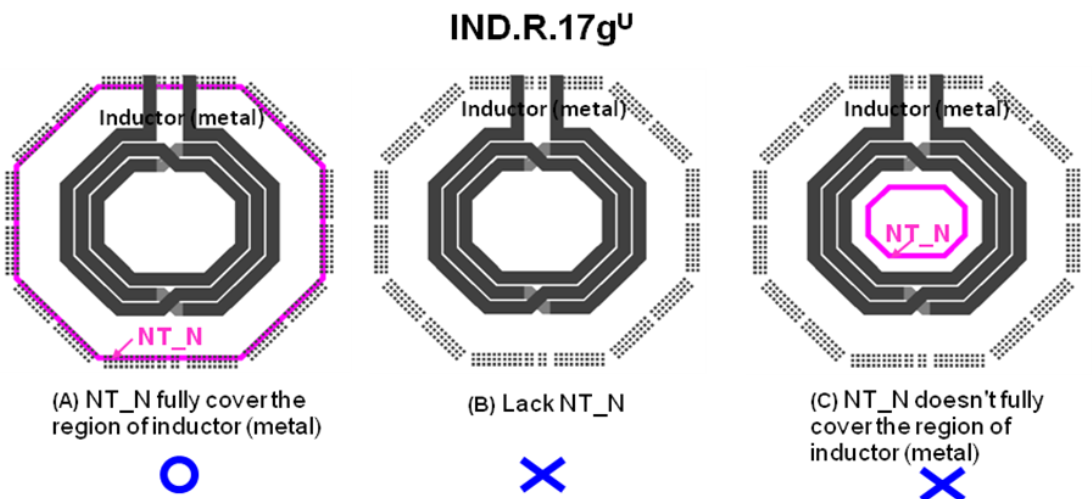 IND.R.17gᵁ
Inductor (metal)
NT_N
(A) NT_N fully cover the
region of inductor (metal)
Inductor (metal)
(B) Lack NT_N
Inductor (metal)
NT_N
(C) NT_N doesn't fully
cover the region of
inductor (metal)